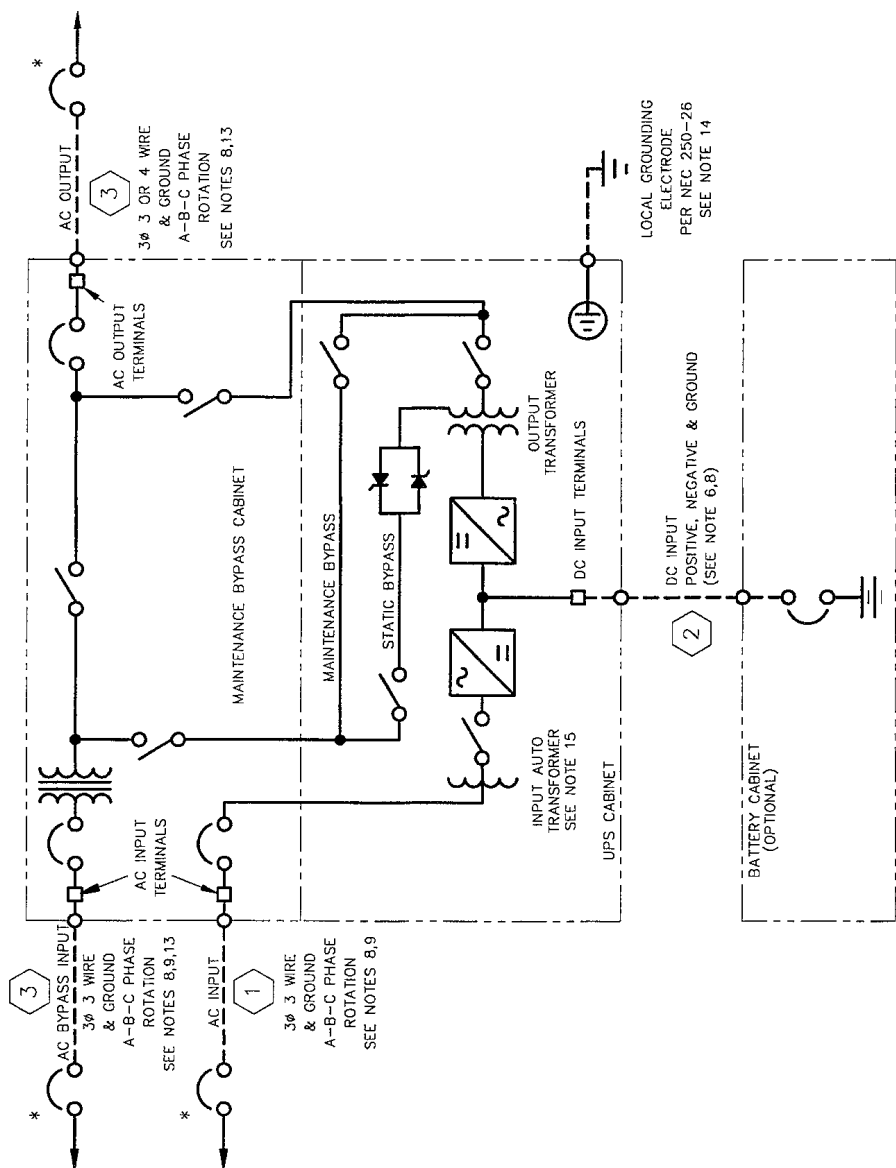 *
AC BYPASS INPUT
3
3ø 3 WIRE
& GROUND
A-B-C PHASE
ROTATION
SEE NOTES 8,9,13
*
AC INPUT
1
3ø 3 WIRE
& GROUND
A-B-C PHASE
ROTATION
SEE NOTES 8,9
AC INPUT
TERMINALS
MAINTENANCE BYPASS CABINET
AC OUTPUT
TERMINALS
*
AC OUTPUT
3
3ø 3 OR 4 WIRE
& GROUND
A-B-C PHASE
ROTATION
SEE NOTES 8,13
MAINTENANCE BYPASS
STATIC BYPASS
INPUT AUTO
TRANSFORMER
SEE NOTE 15
OUTPUT
TRANSFORMER
UPS CABINET
DC INPUT TERMINALS
LOCAL GROUNDING
ELECTRODE
PER NEC 250-26
SEE NOTE 14
2
DC INPUT
POSITIVE, NEGATIVE & GROUND
(SEE NOTE 6,8)
BATTERY CABINET
(OPTIONAL)